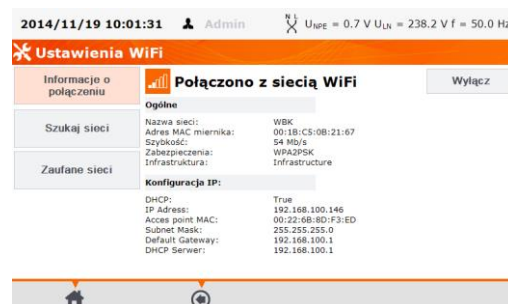 2014/11/19 10:01:31 Admin N L UNPE = 0.7 V ULN = 238.2 V f = 50.0 Hz
Ustawienia WiFi
Informacje o
połączeniu
Szukaj sieci
Zaufane sieci
Połączono z siecią WiFi
Wyłącz
Ogólne
Nazwa sieci: WBK
Adres MAC miernika: 00:1B:C5:0B:21:67
Szybkość: 54 Mb/s
Zabezpieczenia: WPA2PSK
Infrastruktura: Infrastructure
Konfiguracja IP:
DHCP: True
IP Adress: 192.168.100.146
Acces point MAC: 00:22:6B:8D:F3:ED
Subnet Mask: 255.255.255.0
Default Gateway: 192.168.100.1
DHCP Serwer: 192.168.100.1